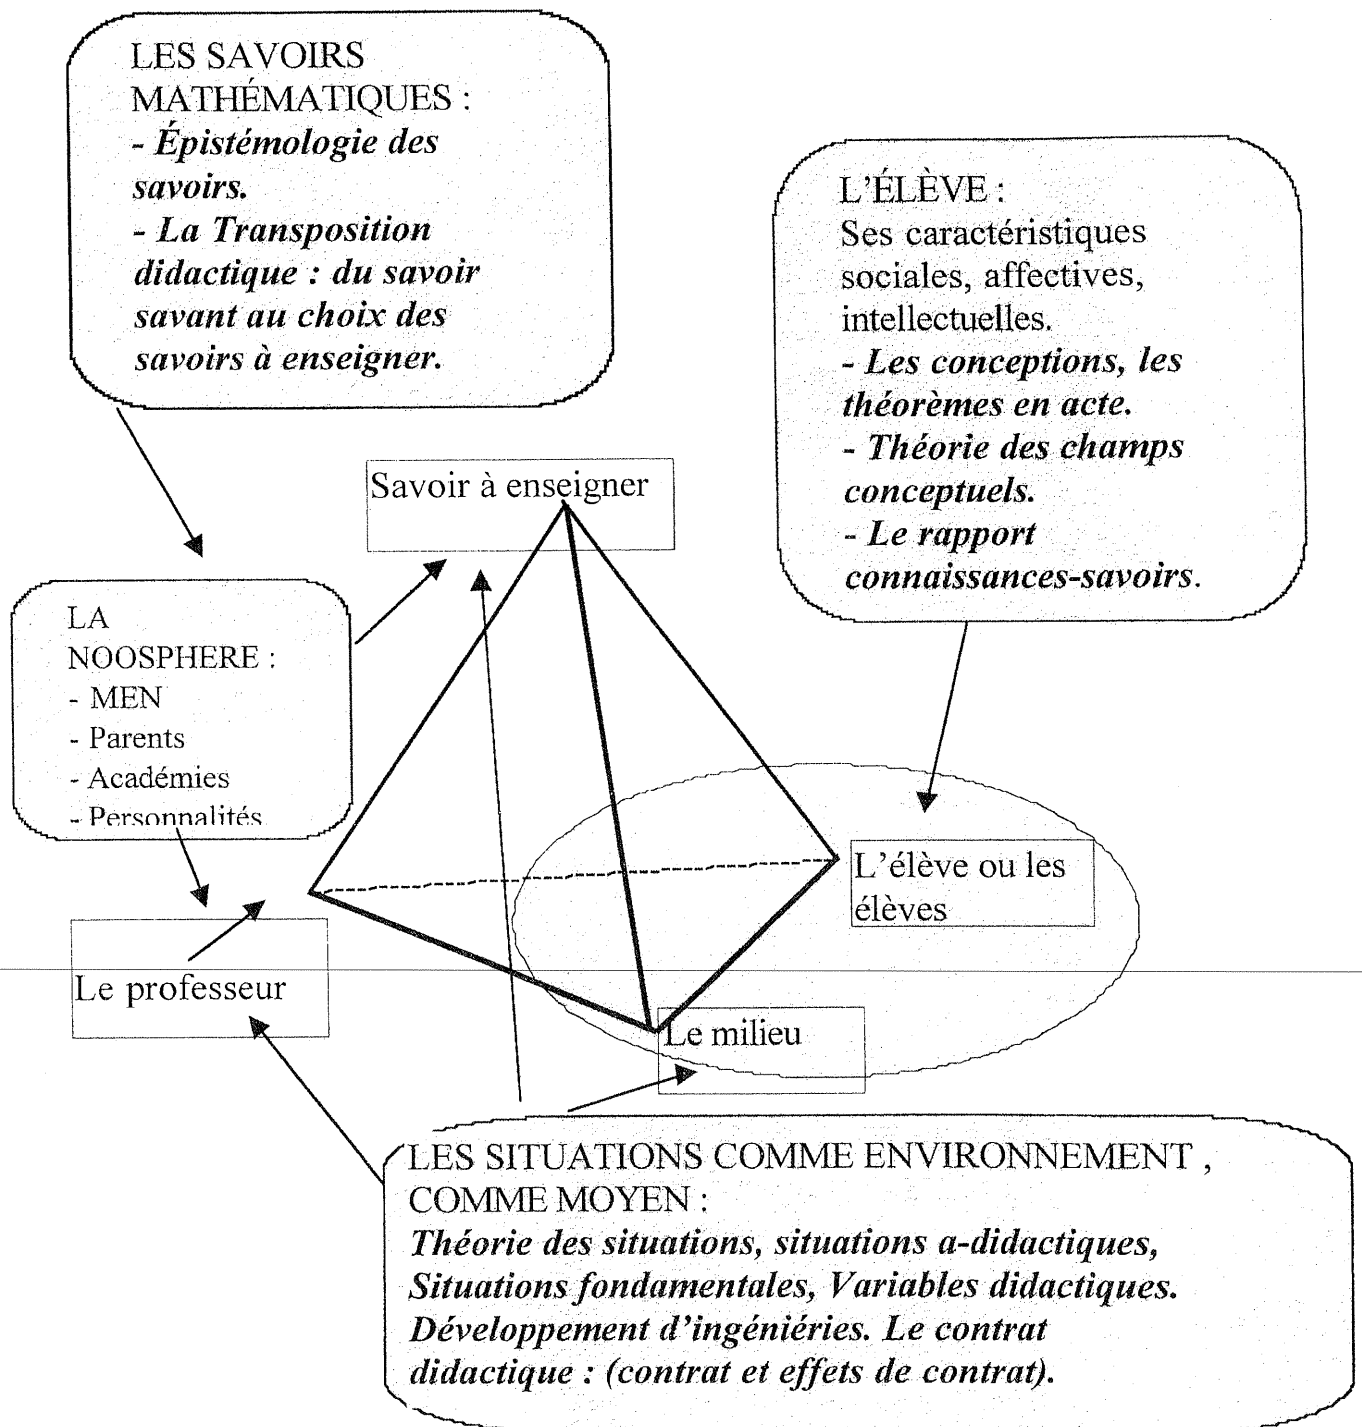 LES SAVOIRS
MATHÉMATIQUES :
- Épistémologie des
savoirs.
- La Transposition
didactique : du savoir
savant au choix des
savoirs à enseigner.
L'ÉLÈVE :
Ses caractéristiques
sociales, affectives,
intellectuelles.
- Les conceptions, les
théorèmes en acte.
- Théorie des champs
conceptuels.
- Le rapport
connaissances-savoirs.
Savoir à enseigner
LA
NOOSPHERE :
- MEN
- Parents
- Académies
- Personnalités
L'élève ou les
élèves
Le professeur
Le milieu
LES SITUATIONS COMME ENVIRONNEMENT ,
COMME MOYEN :
Théorie des situations, situations a-didactiques,
Situations fondamentales, Variables didactiques.
Développement d'ingéniéries. Le contrat
didactique : (contrat et effets de contrat).